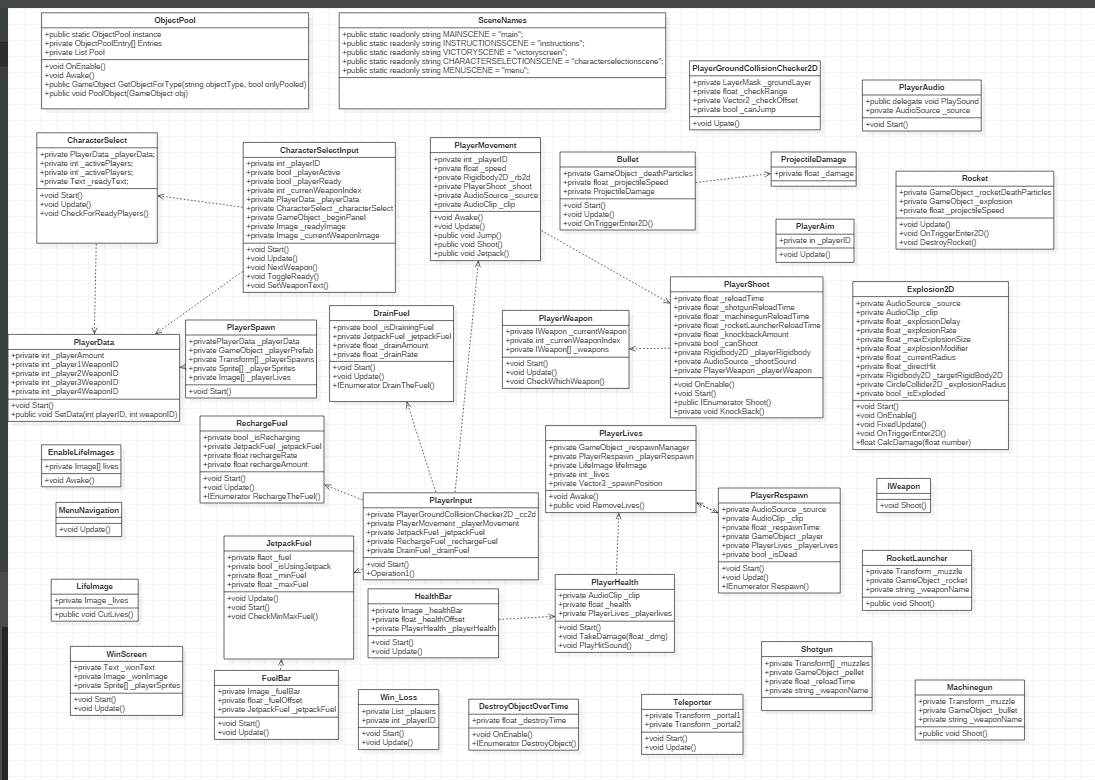 ObjectPool
+public static ObjectPool instance
+private ObjectPoolEntry[] Entries
+private List Pool
+void OnEnable()
+void Awake()
+public GameObject GetObjectForType(string objectType, bool onlyPooled)
+public void PoolObject(GameObject obj)
SceneNames
+public static readonly string MAINSCENE = "main";
+public static readonly string INSTRUCTIONSSCENE = "instructions";
+public static readonly string VICTORYSCENE = "victoryscreen";
+public static readonly string CHARACTERSELECTIONSCENE = "characterselectionscene";
+public static readonly string MENUSCENE = "menu";
PlayerGroundCollisionChecker2D
+private LayerMask _groundLayer
+private float _checkRange
+private Vector2 _checkOffset
+private bool _canJump
+void Upate()
PlayerAudio
+public delegate void PlaySound
+private AudioSource _source
+void Start()
CharacterSelect
+private PlayerData _playerData;
+private int _activePlayers;
+private int _activePlayers;
+private Text _readyText;
+void Start()
+void Update()
+void CheckForReadyPlayers()
CharacterSelectInput
+private int _playerID
+private bool _playerActive
+private bool _playerReady
+private int _currenWeaponIndex
+private PlayerData _playerData
+private CharacterSelect _characterSelect
+private GameObject _beginPanel
+private Image _readyImage
+private Image _currentWeaponImage
+void Start()
+void Update()
+void NextWeapon()
+void ToggleReady()
+void SetWeaponText()
PlayerMovement
+private int _playerID
+private float _speed
+private Rigidbody2D _rb2d
+private PlayerShoot _shoot
+private AudioSource _source
+private AudioClip _clip
+void Awake()
+void Update()
+public void Jump()
+public void Shoot()
+public void Jetpack()
Bullet
+private GameObject _deathParticles
+private float _projectileSpeed
+private ProjectileDamage
+void Start()
+void Update()
+void OnTriggerEnter2D()
ProjectileDamage
+private float _damage
Rocket
+private GameObject _rocketDeathParticles
+private GameObject _explosion
+private float _projectileSpeed
+void Update()
+void OnTriggerEnter2D()
+void DestroyRocket()
PlayerAim
+private in _playerID
+void Update()
PlayerShoot
+private float _reloadTime
+private float _shotgunReloadTime
+private float _machinegunReloadTime
+private float _rocketLauncherReloadTime
+private float _knockbackAmount
+private bool _canShoot
+private Rigidbody2D _playerRigidbody
+private AudioSource _shootSound
+private PlayerWeapon _playerWeapon
+void OnEnable()
+void Start()
+public IEnumerator Shoot()
+private void KnockBack()
Explosion2D
+private AudioSource _source
+private AudioClip _clip
+private float _explosionDelay
+private float _explosionRate
+private float _maxExplosionSize
+private float _explosionModifier
+private float _currentRadius
+private float _directHit
+private Rigidbody2D _targetRigidbody2D
+private CircleCollider2D _explosionRadius
+private bool _isExploded
+void Start()
+void OnEnable()
+void FixedUpdate()
+void OnTriggerEnter2D()
+float CalcDamage(float number)
DrainFuel
+private bool _isDrainingFuel
+private JetpackFuel _jetpackFuel
+private float _drainAmount
+private float _drainRate
+void Start()
+void Update()
+IEnumerator DrainTheFuel()
PlayerWeapon
+private IWeapon _currentWeapon
+private int _currentWeaponIndex
+private IWeapon[] _weapons
+void Start()
+void Update()
+void CheckWhichWeapon()
PlayerData
+private int _playerAmount
+private int _player1WeaponID
+private int _player2WeaponID
+private int _player3WeaponID
+private int _player4WeaponID
+void Start()
+public void SetData(int playerID, int weaponID)
PlayerSpawn
+privatePlayerData _playerData
+private GameObject _playerPrefab
+private Transform[] _playerSpawns
+private Sprite[] _playerSprites
+private Image[] _playerLives
+void Start()
RechargeFuel
+private bool _isRecharging
+private JetpackFuel _jetpackFuel
+private float rechargeRate
+private float rechargeAmount
+void Start()
+void Update()
+IEnumerator RechargeTheFuel()
PlayerLives
+private GameObject _respawnManager
+private PlayerRespawn _playerRespawn
+private LifeImage lifeImage
+private int _lives
+private Vector3 _spawnPosition
+void Awake()
+public void RemoveLives()
EnableLifeImages
+private Image[] lives
+void Awake()
MenuNavigation
+void Update()
PlayerInput
+private PlayerGroundCollisionChecker2D _cc2d
+private PlayerMovement _playerMovement
+private JetpackFuel _jetpackFuel
+private RechargeFuel _rechargeFuel
+private DrainFuel _drainFuel
+void Start()
+Operation1()
PlayerRespawn
+private AudioSource _source
+private AudioClip _clip
+private float _respawnTime
+private GameObject _player
+private PlayerLives _playerLives
+private bool _isDead
+void Start()
+void Updat()
+IEnumerator Respawn()
IWeapon
+void Shoot()
JetpackFuel
+private flaot _fuel
+private bool _isUsingJetpack
+private float _minFuel
+private float _maxFuel
+void Update()
+void Start()
+void CheckMinMaxFuel()
RocketLauncher
+private Transform _muzzle
+private GameObject _rocket
+private string _weaponName
+public void Shoot()
LifeImage
+private Image _lives
+public void CutLives()
HealthBar
+private Image _healthBar
+private float _healthOffset
+private PlayerHealth _playerHealth
+void Start()
+void Update()
PlayerHealth
+private AudioClip _clip
+private float _health
+private PlayerLives _playerlives
+void Start()
+void TakeDamage(float _dmg)
+void PlayHitSound()
WinScreen
+private Text _wonText
+private Image _wonImage
+private Sprite[] _playerSprites
+void Start()
+void Update()
FuelBar
+private Image _fuelBar
+private float _fuelOffset
+private JetpackFuel _jetpackFuel
+void Start()
+void Update()
Win_Loss
+private List _plauers
+private int _playerID
+void Start()
+void Update()
DestroyObjectOverTime
+private float _destroyTime
+void OnEnable()
+IEnumerator DestroyObject()
Teleporter
+private Transform _portal1
+private Transform _portal2
+void Start()
+void Update()
Shotgun
+private Transform[] _muzzles
+private GameObject _pellet
+private float _reloadTime
+private string _weaponName
Machinegun
+private Transform _muzzle
+private GameObject _bullet
+private string _weaponName
+public void Shoot()